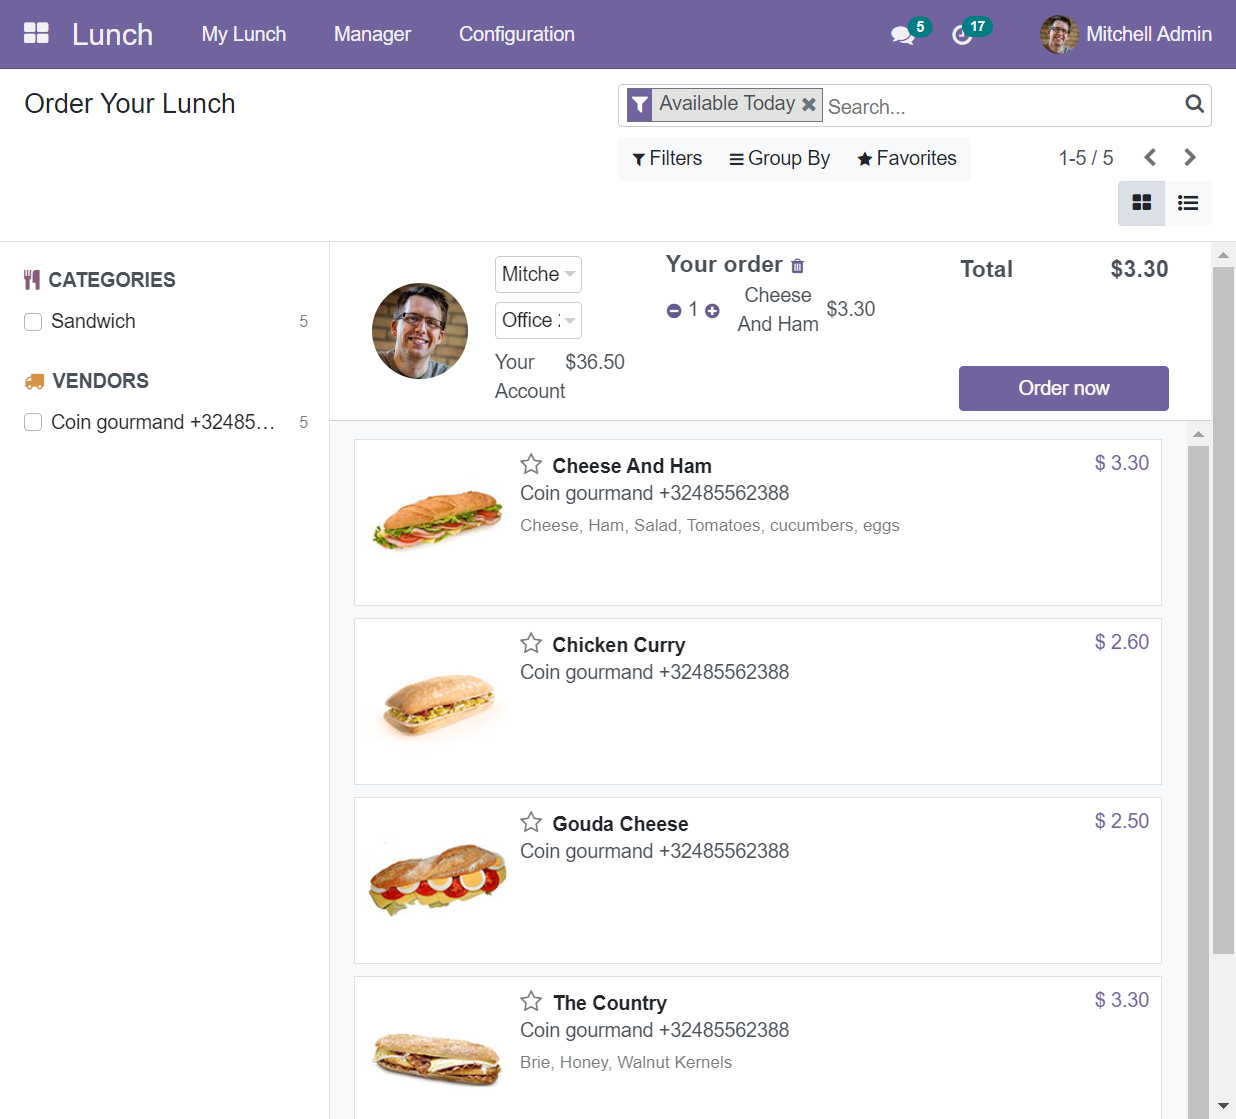 Lunch My Lunch Manager Configuration 5 17 Mitchell Admin
Order Your Lunch
Available Today Search...
Filters Group By Favorites 1-5 / 5
CATEGORIES
Sandwich 5
VENDORS
Coin gourmand +32485... 5
Mitche
Office
Your Account $36.50
Your order
1 Cheese And Ham $3.30
Total $3.30
Order now
Cheese And Ham $ 3.30
Coin gourmand +32485562388
Cheese, Ham, Salad, Tomatoes, cucumbers, eggs
Chicken Curry $ 2.60
Coin gourmand +32485562388
Gouda Cheese $ 2.50
Coin gourmand +32485562388
The Country $ 3.30
Coin gourmand +32485562388
Brie, Honey, Walnut Kernels